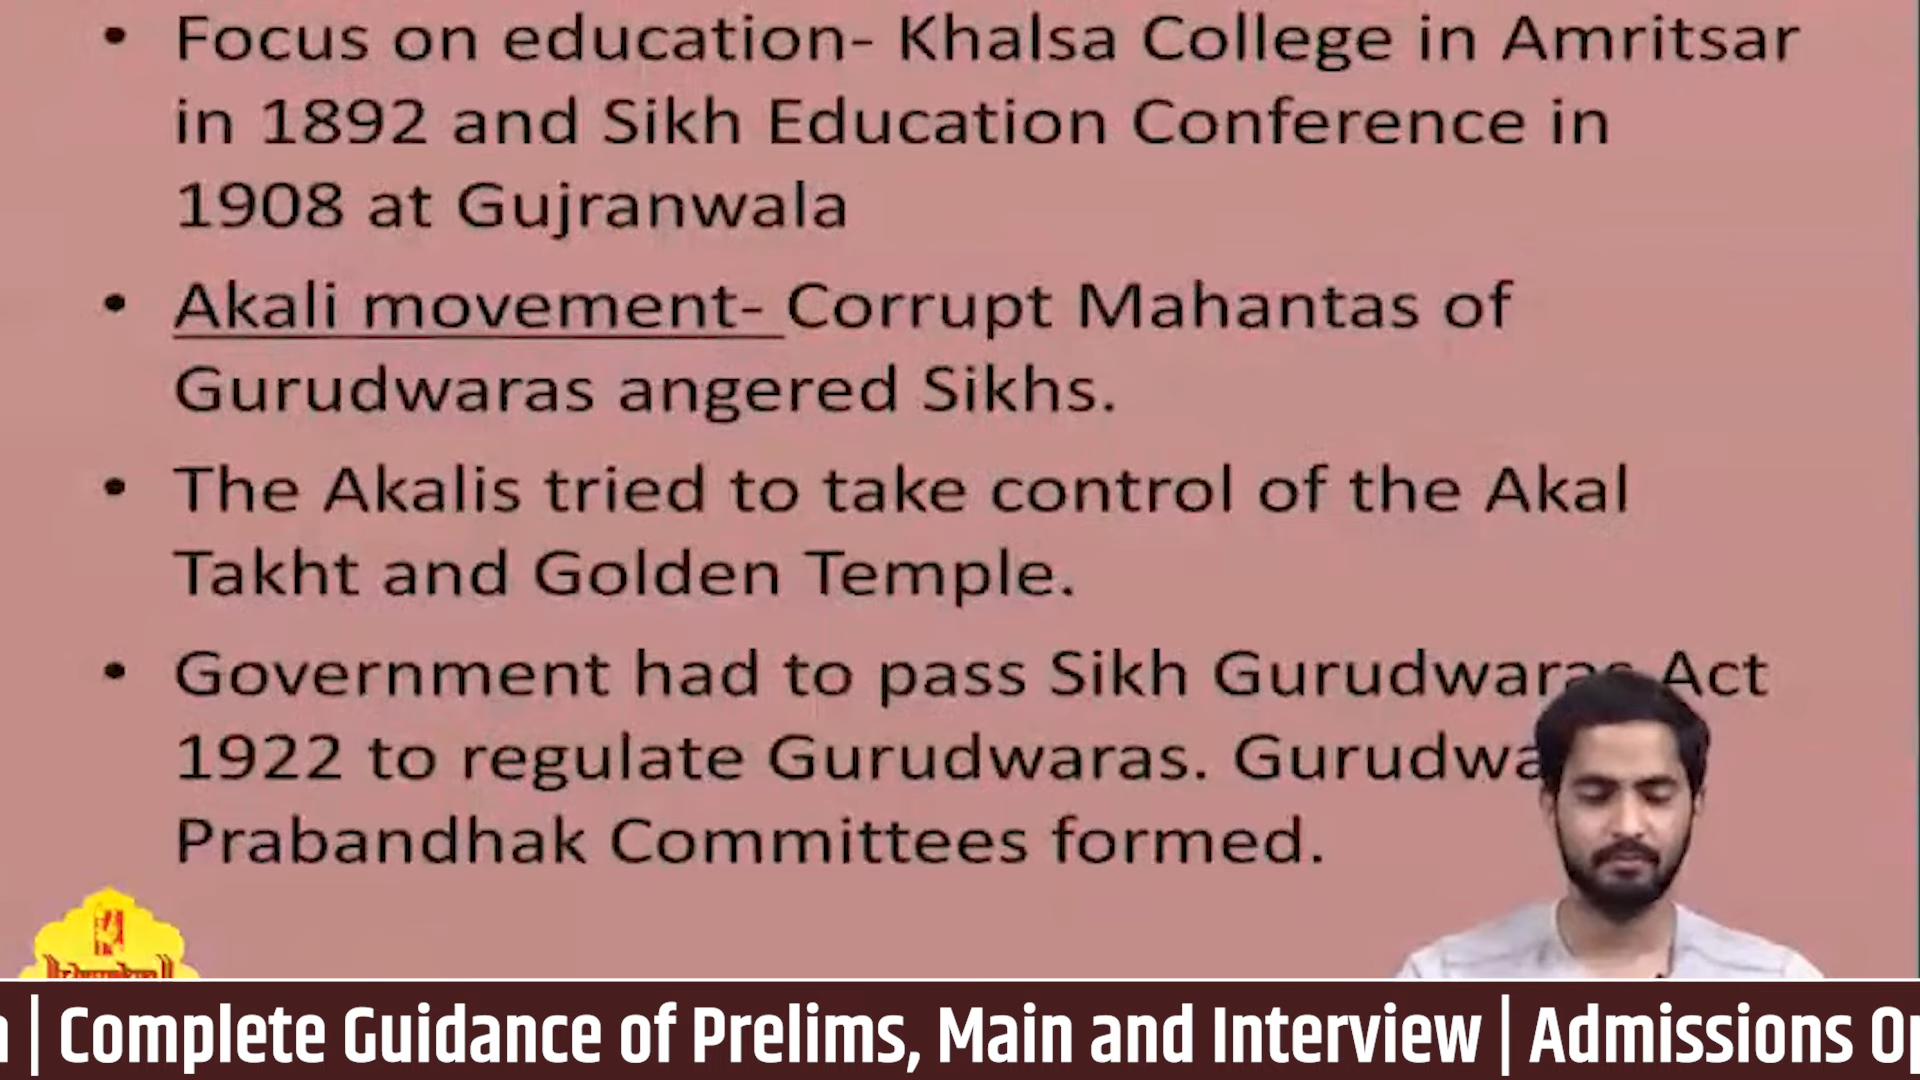 • Focus on education- Khalsa College in Amritsar
in 1892 and Sikh Education Conference in
1908 at Gujranwala
• Akali movement- Corrupt Mahantas of
Gurudwaras angered Sikhs.
• The Akalis tried to take control of the Akal
Takht and Golden Temple.
• Government had to pass Sikh Gurudwaras Act
1922 to regulate Gurudwaras.
Prabandhak Committees formed.
| Complete Guidance of Prelims, Main and Interview | Admissions